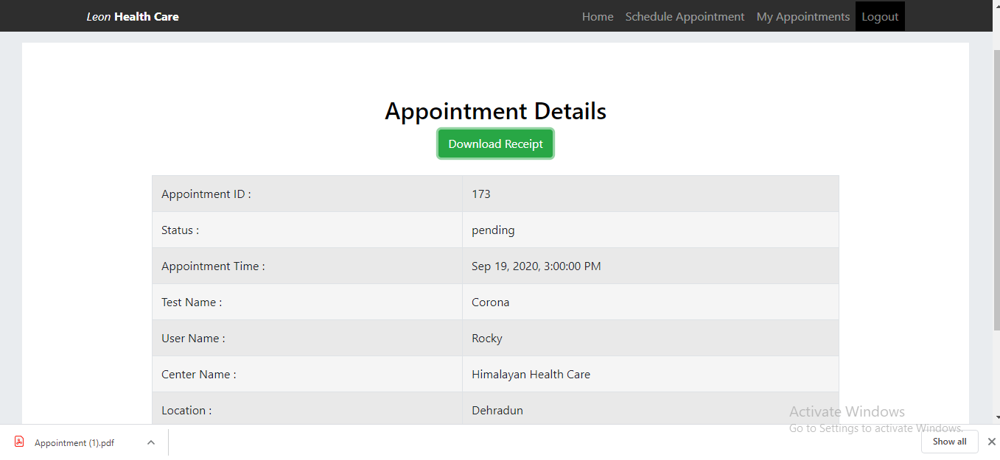 Leon Health Care Home Schedule Appointment My Appointments Logout
Appointment Details
Download Receipt
Appointment ID : 173
Status : pending
Appointment Time : Sep 19, 2020, 3:00:00 PM
Test Name : Corona
User Name : Rocky
Center Name : Himalayan Health Care
Location : Dehradun
Activate Windows
Go to Settings to activate Windows.
Appointment (1).pdf Show all